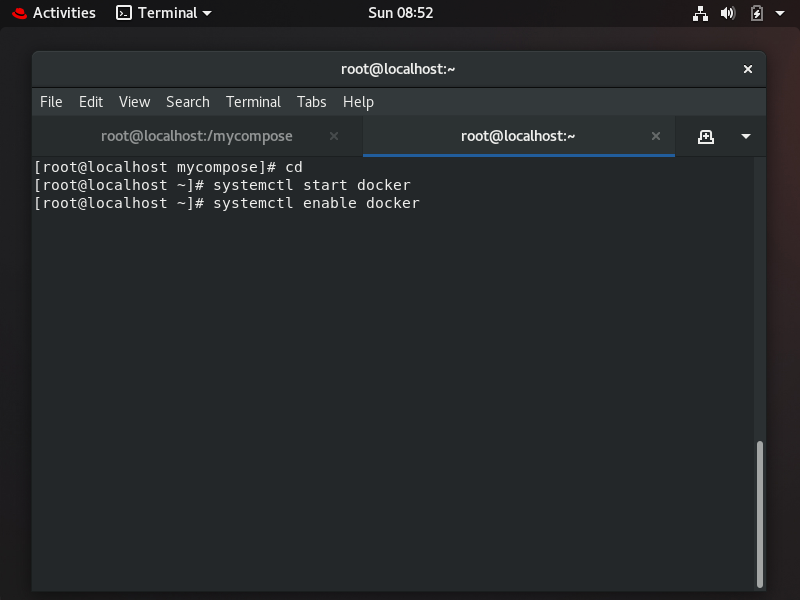 Activities Terminal Sun 08:52
root@localhost:~
File Edit View Search Terminal Tabs Help
root@localhost:/mycompose root@localhost:~
[root@localhost mycompose]# cd
[root@localhost ~]# systemctl start docker
[root@localhost ~]# systemctl enable docker